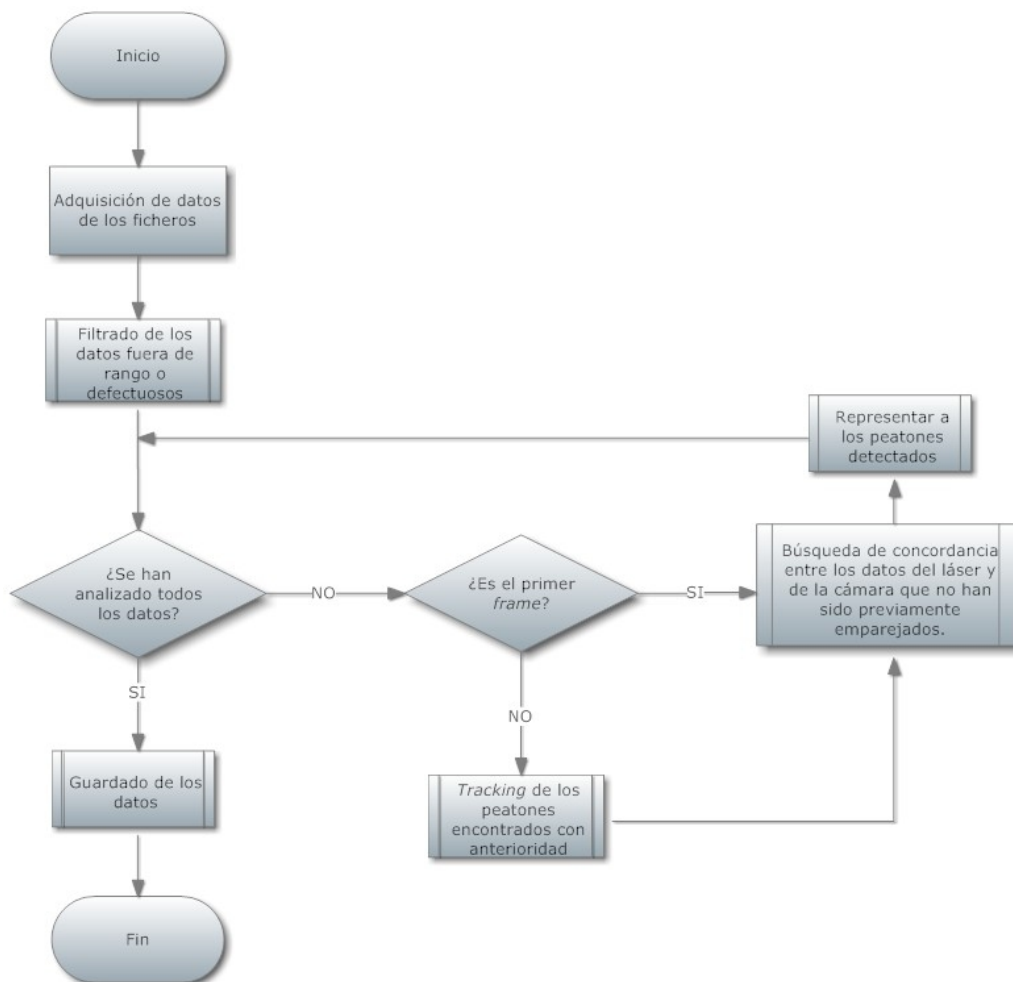 Inicio
Adquisición de datos
de los ficheros
Filtrado de los
datos fuera de
rango o
defectuosos
Representar a
los peatones
detectados
¿Se han
analizado todos
los datos?
NO
¿Es el primer
frame?
SI
Búsqueda de concordancia
entre los datos del láser y
de la cámara que no han
sido previamente
emparejados.
SI
NO
Guardado de los
datos
Tracking de los
peatones
encontrados con
anterioridad
Fin